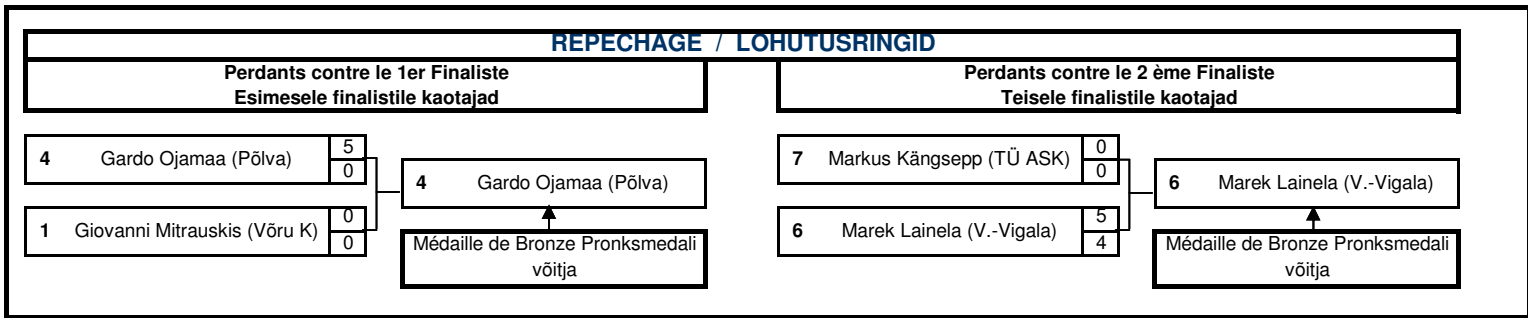 REPECHAGE / LOHUTUSRINGID
Perdants contre le 1er Finaliste
Esimesele finalistile kaotajad
Perdants contre le 2 ème Finaliste
Teisele finalistile kaotajad
4 Gardo Ojamaa (Põlva) 5
0
4 Gardo Ojamaa (Põlva)
1 Giovanni Mitrauskis (Võru K) 0
0
Médaille de Bronze Pronksmedali
võitja
7 Markus Kängsepp (TÜ ASK) 0
0
6 Marek Lainela (V.-Vigala)
6 Marek Lainela (V.-Vigala) 5
4
Médaille de Bronze Pronksmedali
võitja